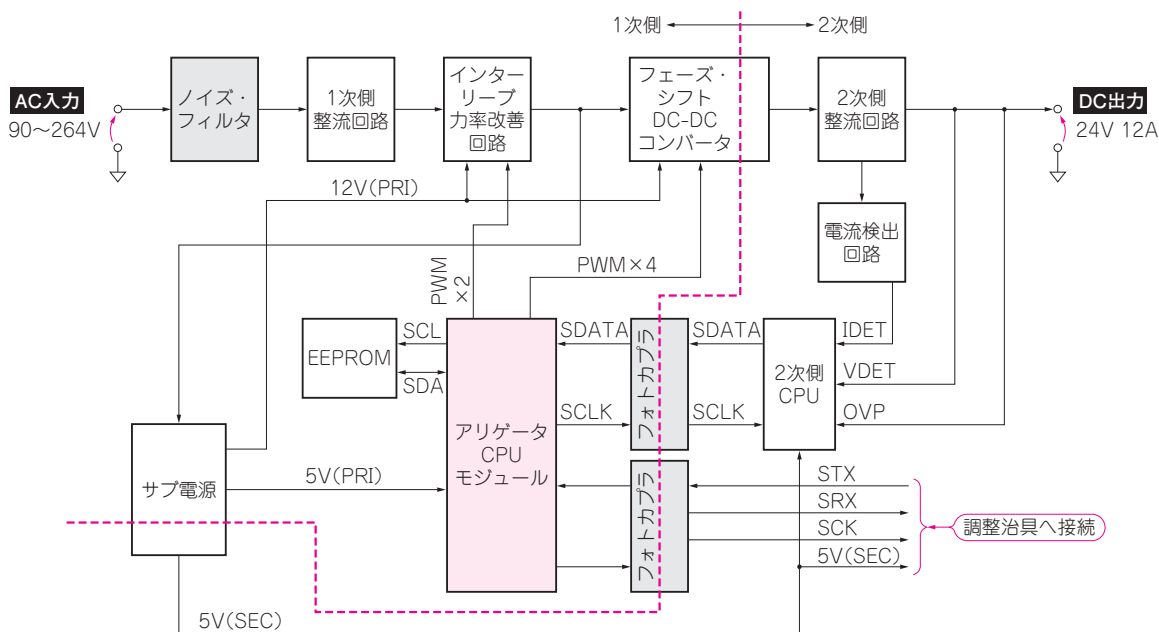 1次側
2次側
AC入力
90～264V
ノイズ・
フィルタ
1次側
整流回路
インター
リーブ
力率改善
回路
フェーズ・
シフト
DC-DC
コンバータ
2次側
整流回路
DC出力
24V 12A
12V(PRI)
電流検出
回路
PWM
×2
PWM×4
EEPROM
SCL
SDA
アリゲータ
CPU
モジュール
SDATA
SCLK
フォトカプラ
SDATA
SCLK
2次側
CPU
IDET
VDET
OVP
サブ電源
5V(PRI)
フォトカプラ
STX
SRX
SCK
5V(SEC)
調整治具へ接続
5V(SEC)